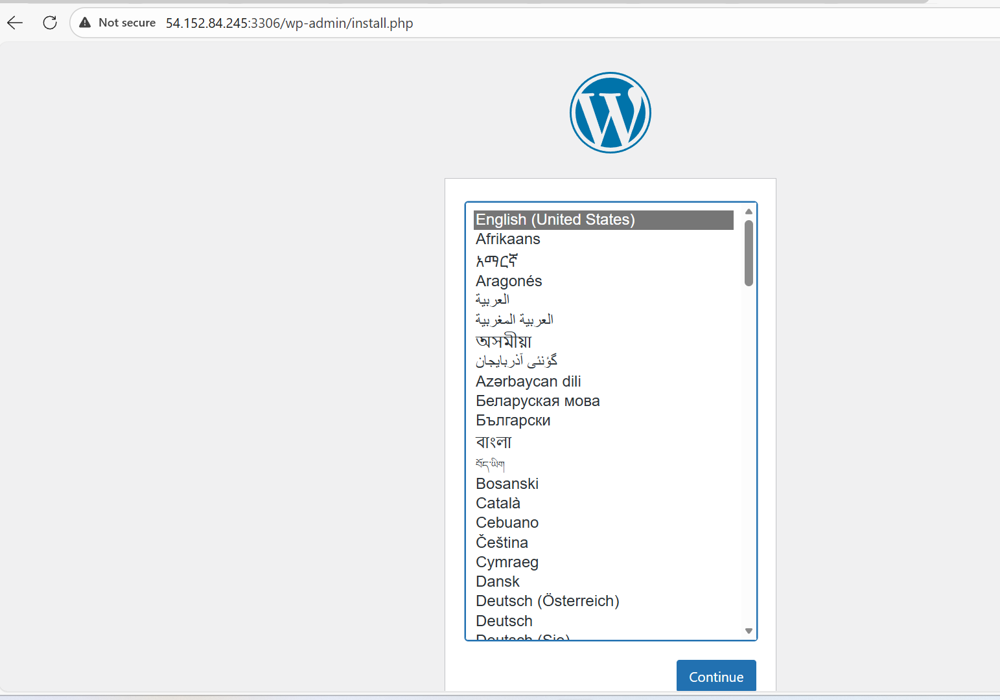 Not secure 54.152.84.245:3306/wp-admin/install.php
English (United States)
Afrikaans
አማርኛ
Aragonés
العربية
العربية المغربية
অসমীয়া
گؤنئی آذربایجان
Azərbaycan dili
Беларуская мова
Български
বাংলা
བོད་ཡིག
Bosanski
Català
Cebuano
Čeština
Cymraeg
Dansk
Deutsch (Österreich)
Deutsch
Deutsch (Sie)
Continue